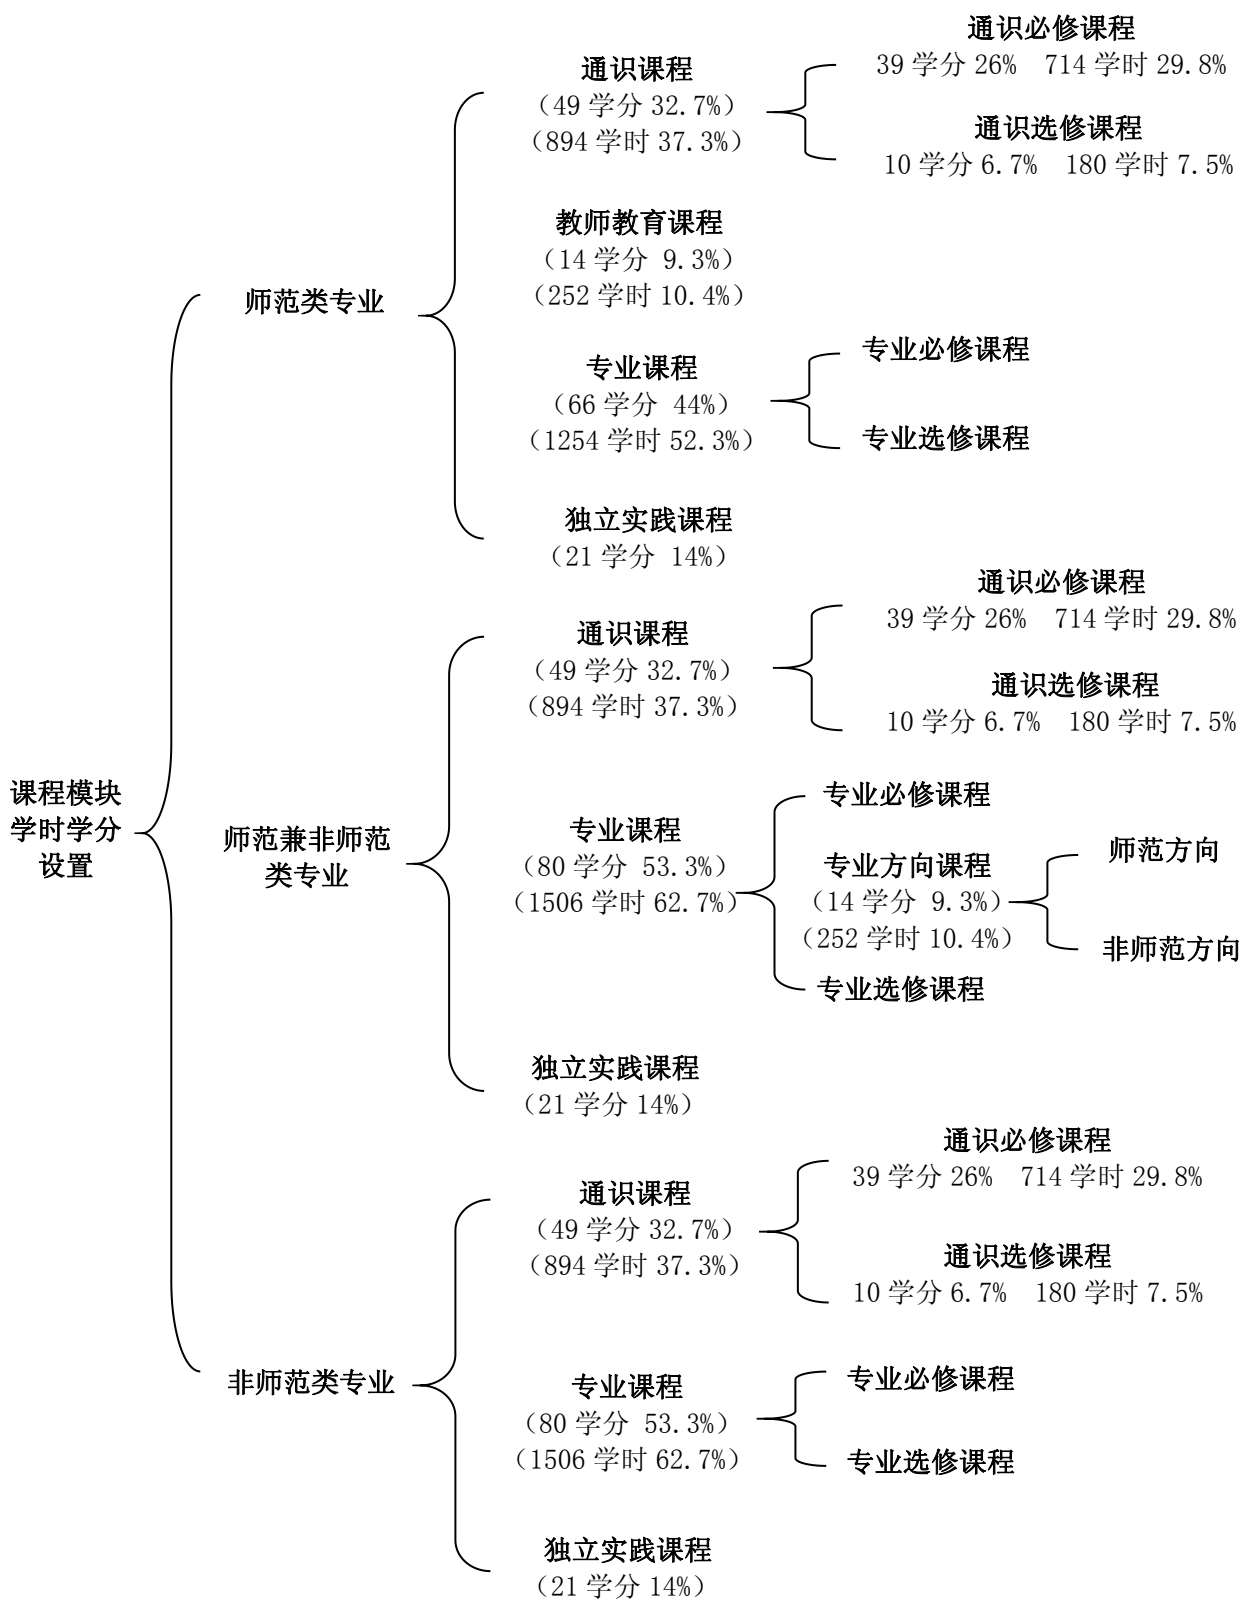 课程模块
学时学分
设置
师范类专业
通识课程
（49 学分 32.7%）
（894 学时 37.3%）
通识必修课程
39 学分 26%  714 学时 29.8%
通识选修课程
10 学分 6.7%  180 学时 7.5%
教师教育课程
（14 学分 9.3%）
（252 学时 10.4%）
专业课程
（66 学分 44%）
（1254 学时 52.3%）
专业必修课程
专业选修课程
独立实践课程
（21 学分 14%）
师范兼非师范
类专业
通识课程
（49 学分 32.7%）
（894 学时 37.3%）
通识必修课程
39 学分 26%  714 学时 29.8%
通识选修课程
10 学分 6.7%  180 学时 7.5%
专业课程
（80 学分 53.3%）
（1506 学时 62.7%）
专业必修课程
专业方向课程
（14 学分 9.3%）
（252 学时 10.4%）
师范方向
非师范方向
专业选修课程
独立实践课程
（21 学分 14%）
非师范类专业
通识课程
（49 学分 32.7%）
（894 学时 37.3%）
通识必修课程
39 学分 26%  714 学时 29.8%
通识选修课程
10 学分 6.7%  180 学时 7.5%
专业课程
（80 学分 53.3%）
（1506 学时 62.7%）
专业必修课程
专业选修课程
独立实践课程
（21 学分 14%）